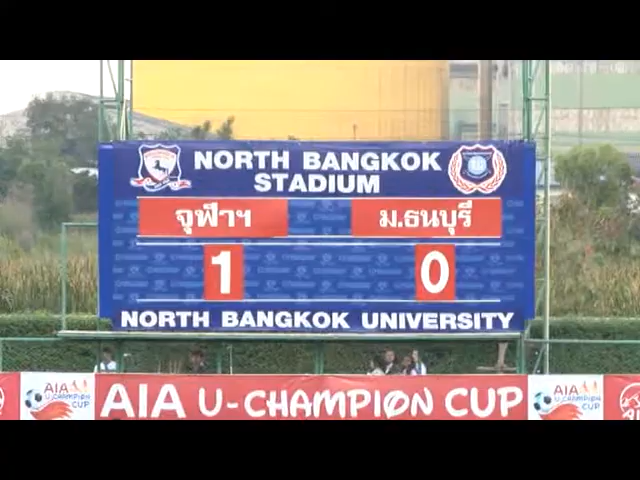 NORTH BANGKOK
STADIUM
จุฬาฯ ม.ธนบุรี
1 0
NORTH BANGKOK UNIVERSITY
AIA U-CHAMPION CUP
AIA
U-CHAMPION
CUP
AIA
U-CHAMPION
CUP